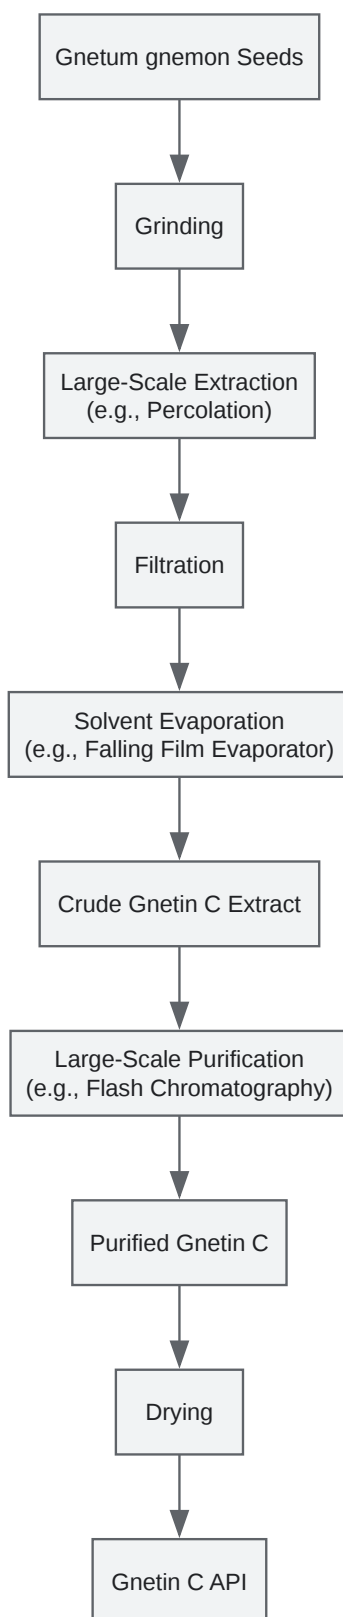 Gnetum gnemon Seeds
Grinding
Large-Scale Extraction
(e.g., Percolation)
Filtration
Solvent Evaporation
(e.g., Falling Film Evaporator)
Crude Gnetin C Extract
Large-Scale Purification
(e.g., Flash Chromatography)
Purified Gnetin C
Drying
Gnetin C API